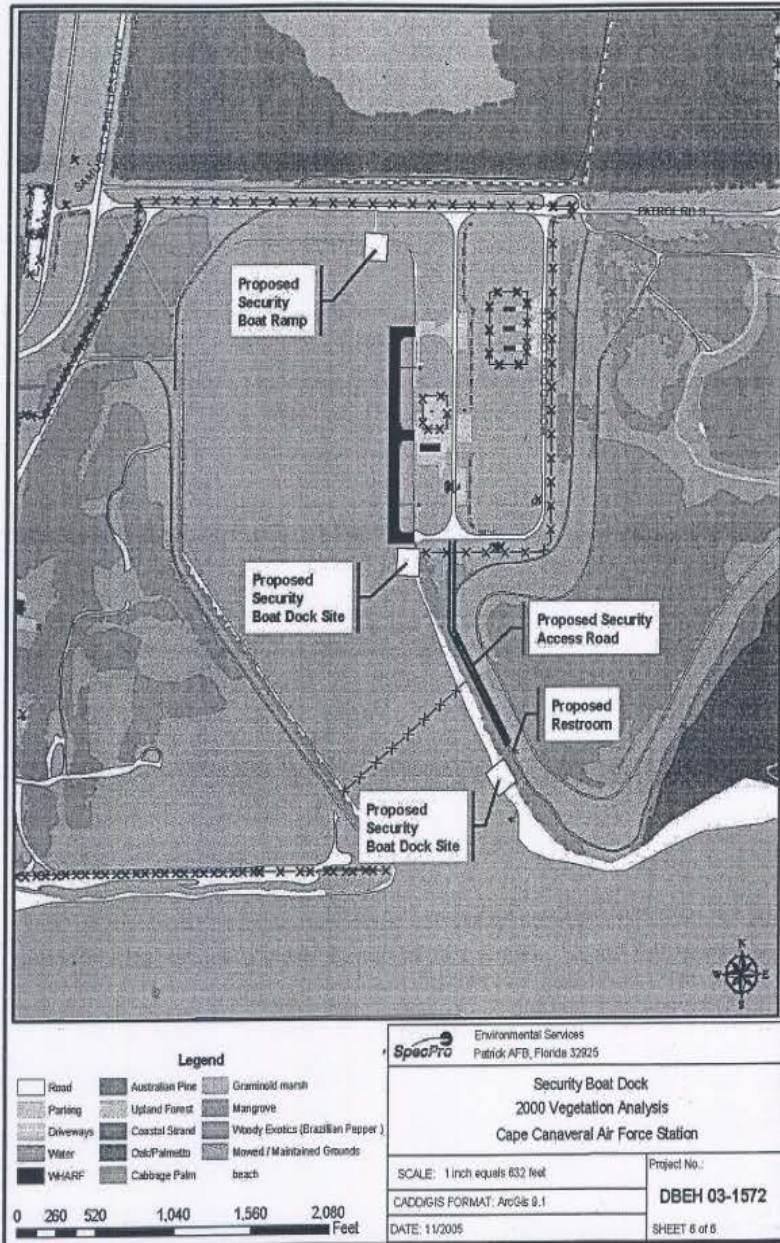 PATROL RD
Proposed
Security
Boat Ramp
Proposed
Security
Boat Dock Site
Proposed Security
Access Road
Proposed
Restroom
Proposed
Security
Boat Dock Site
N
W E
S
Legend
Road
Parking
Driveways
Water
WHARF
Australian Pine
Upland Forest
Coastal Strand
Oak/Palmetto
Cabbage Palm
Graminoid marsh
Mangrove
Woody Exotics (Brazillian Pepper )
Mowed / Maintained Grounds
beach
0 260 520 1,040 1,560 2,080
Feet
SpecPro
Environmental Services
Patrick AFB, Florida 32925
Security Boat Dock
2000 Vegetation Analysis
Cape Canaveral Air Force Station
SCALE: 1 inch equals 632 feet
CADD/GIS FORMAT: ArcGis 9.1
DATE: 11/2005
Project No.:
DBEH 03-1572
SHEET 6 of 6